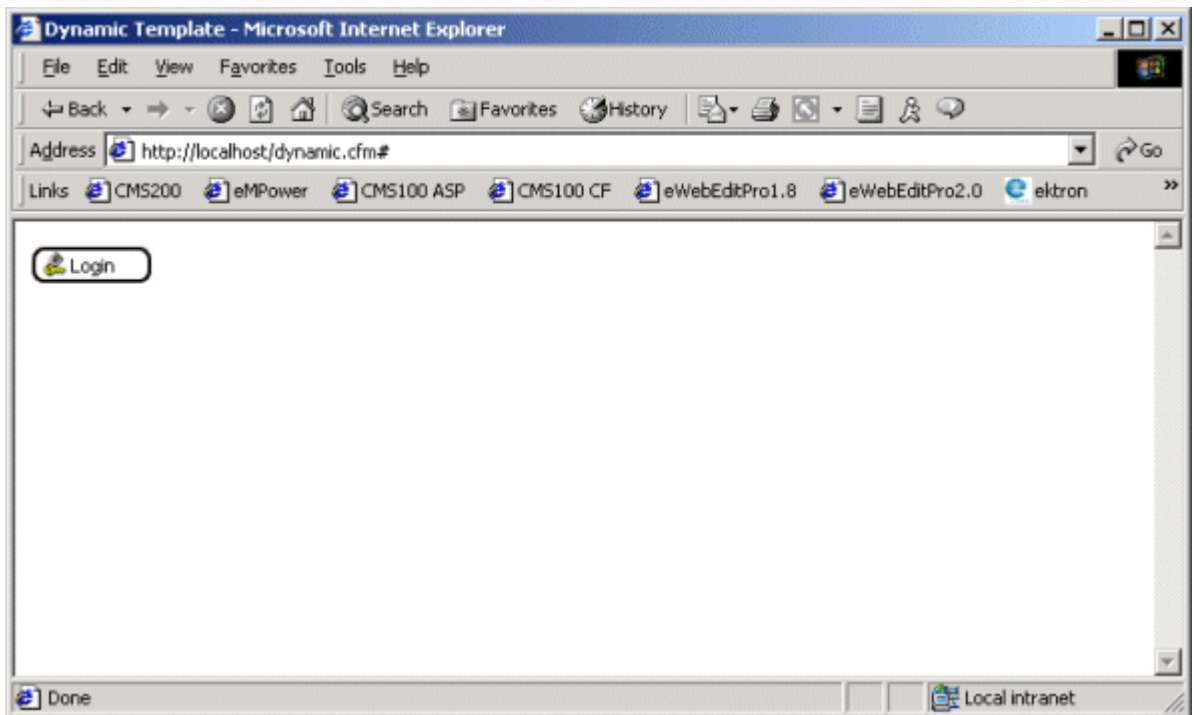 Dynamic Template - Microsoft Internet Explorer
File Edit View Favorites Tools Help
Back Search Favorites History
Address http://localhost/dynamic.cfm# Go
Links CMS200 eMPower CMS100 ASP CMS100 CF eWebEditPro1.8 eWebEditPro2.0 ektron »
Login
Done Local intranet